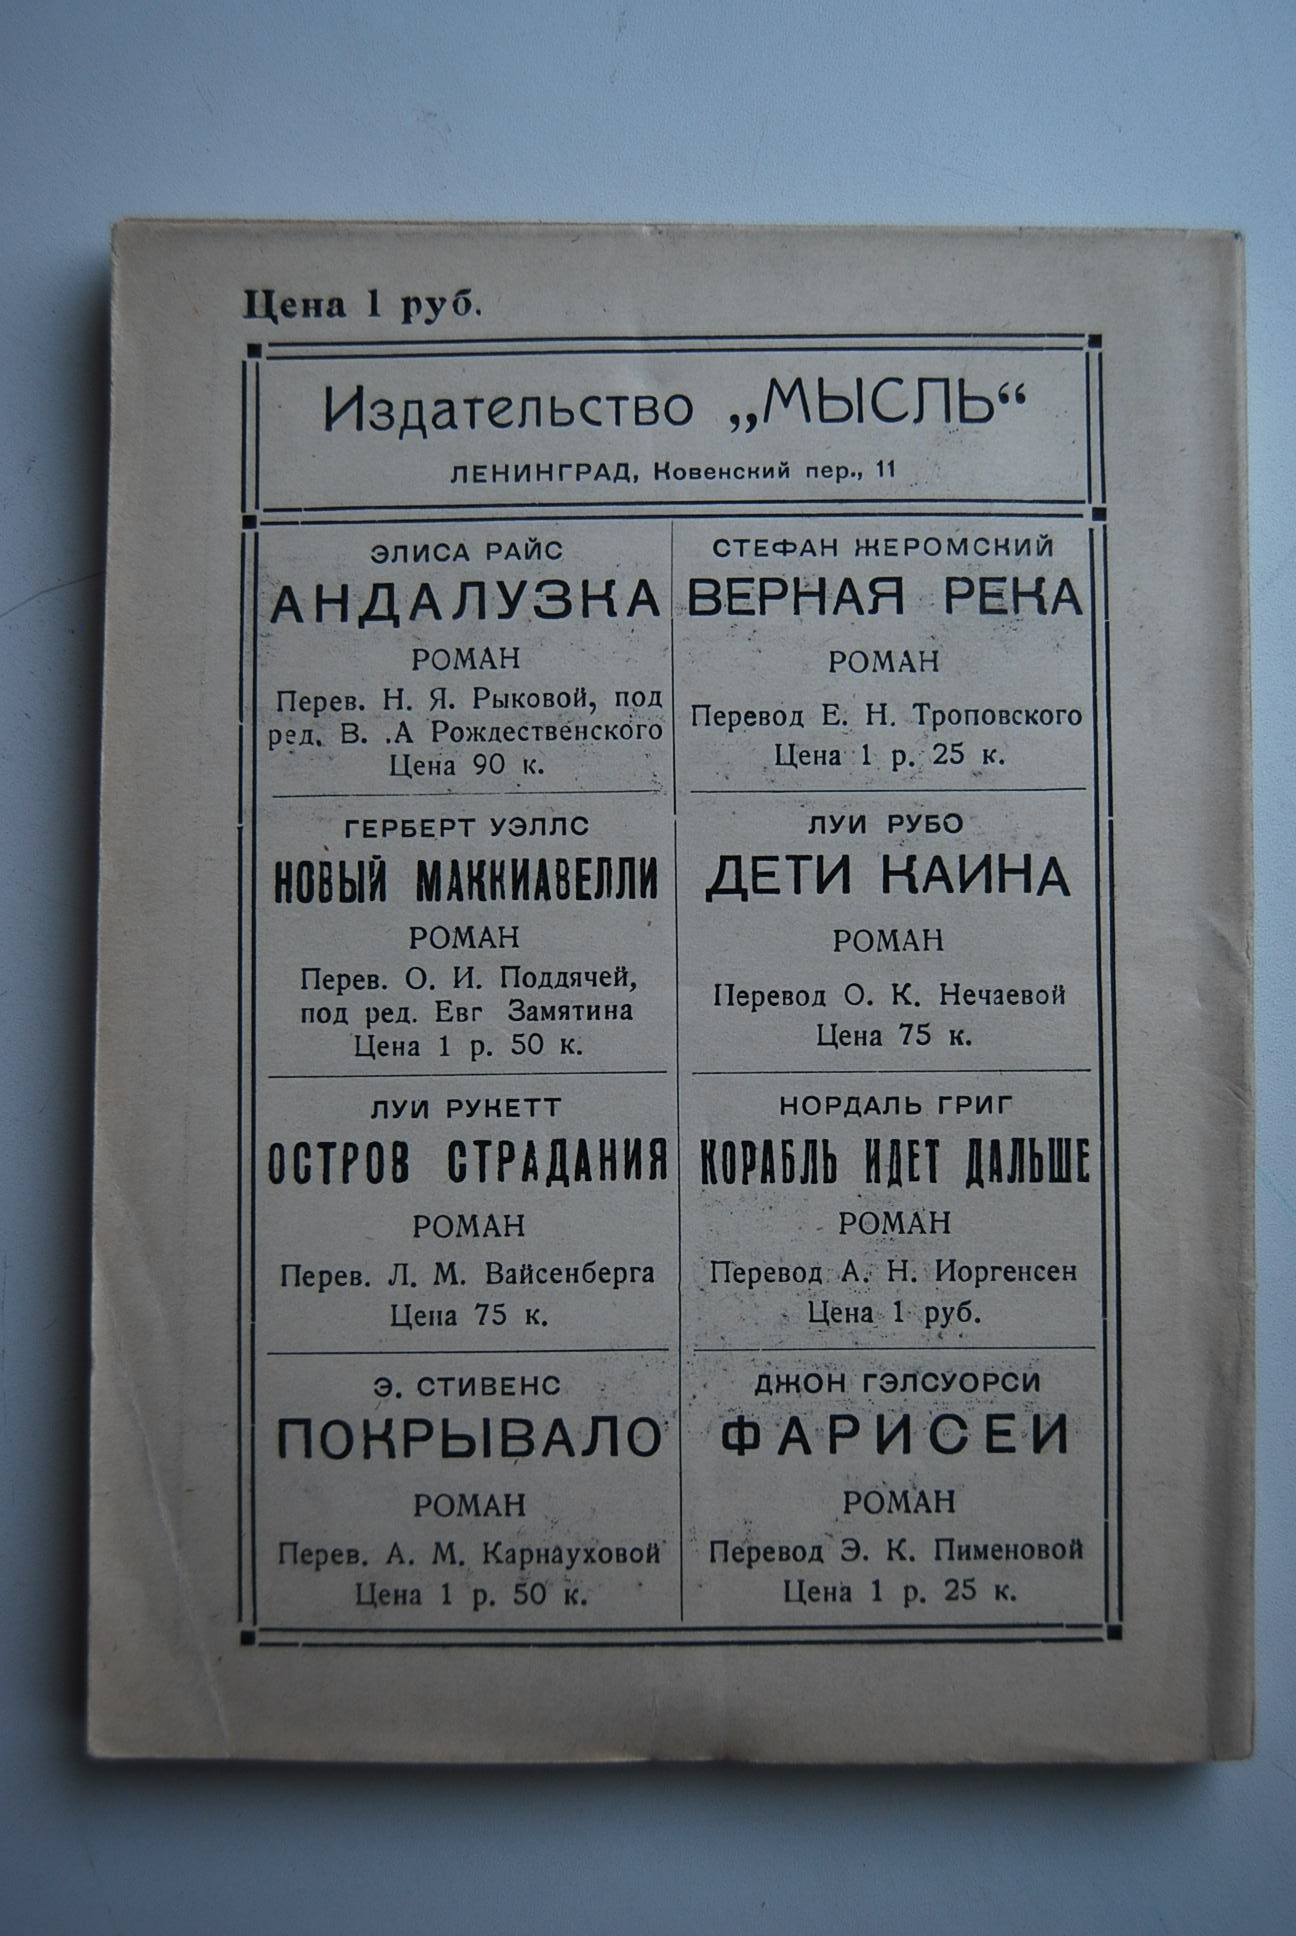 Цена 1 руб.
Издательство „МЫСЛЬ“
ЛЕНИНГРАД, Ковенский пер., 11
ЭЛИСА РАЙС
АНДАЛУЗКА
РОМАН
Перев. Н. Я. Рыковой, под
ред. В. .А Рождественского
Цена 90 к.
СТЕФАН ЖЕРОМСКИЙ
ВЕРНАЯ РЕКА
РОМАН
Перевод Е. Н. Троповского
Цена 1 р. 25 к.
ГЕРБЕРТ УЭЛЛС
НОВЫЙ МАККИАВЕЛЛИ
РОМАН
Перев. О. И. Поддячей,
под ред. Евг Замятина
Цена 1 р. 50 к.
ЛУИ РУБО
ДЕТИ КАИНА
РОМАН
Перевод О. К. Нечаевой
Цена 75 к.
ЛУИ РУКЕТТ
ОСТРОВ СТРАДАНИЯ
РОМАН
Перев. Л. М. Вайсенберга
Цена 75 к.
НОРДАЛЬ ГРИГ
КОРАБЛЬ ИДЕТ ДАЛЬШЕ
РОМАН
Перевод А. Н. Иоргенсен
Цена 1 руб.
Э. СТИВЕНС
ПОКРЫВАЛО
РОМАН
Перев. А. М. Карнауховой
Цена 1 р. 50 к.
ДЖОН ГЭЛСУОРСИ
ФАРИСЕИ
РОМАН
Перевод Э. К. Пименовой
Цена 1 р. 25 к.